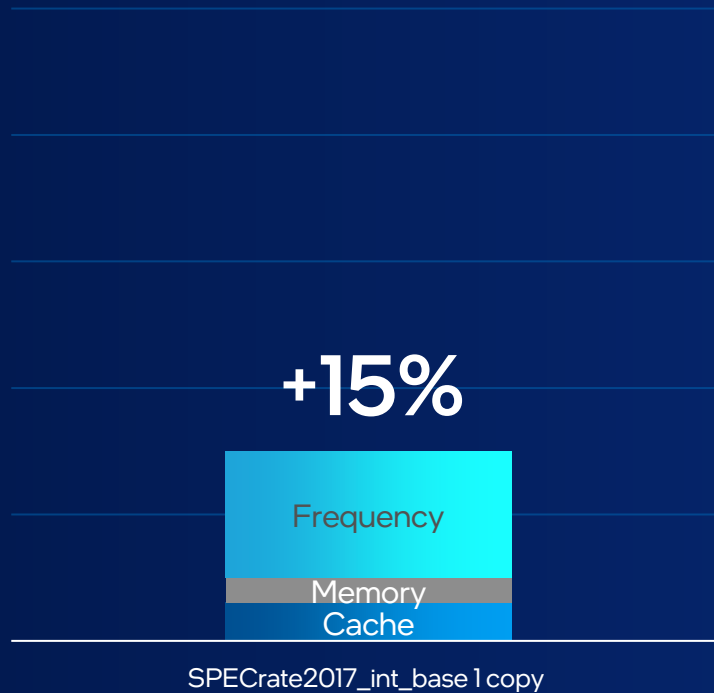 +15%
Frequency
Memory
Cache
SPECrate2017_int_base 1 copy